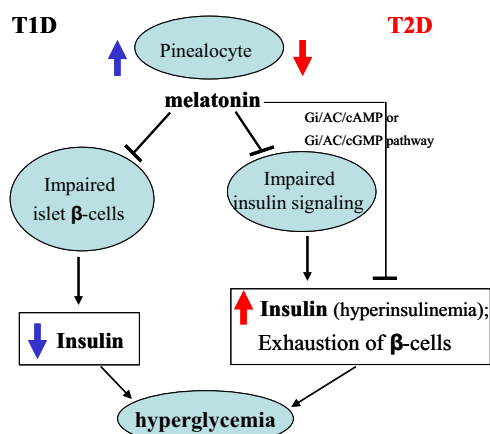 T1D
T2D
Pinealocyte
melatonin
Gi/AC/cAMP or
Gi/AC/cGMP pathway
Impaired
islet β-cells
Impaired
insulin signaling
Insulin
Insulin (hyperinsulinemia);
Exhaustion of β-cells
hyperglycemia